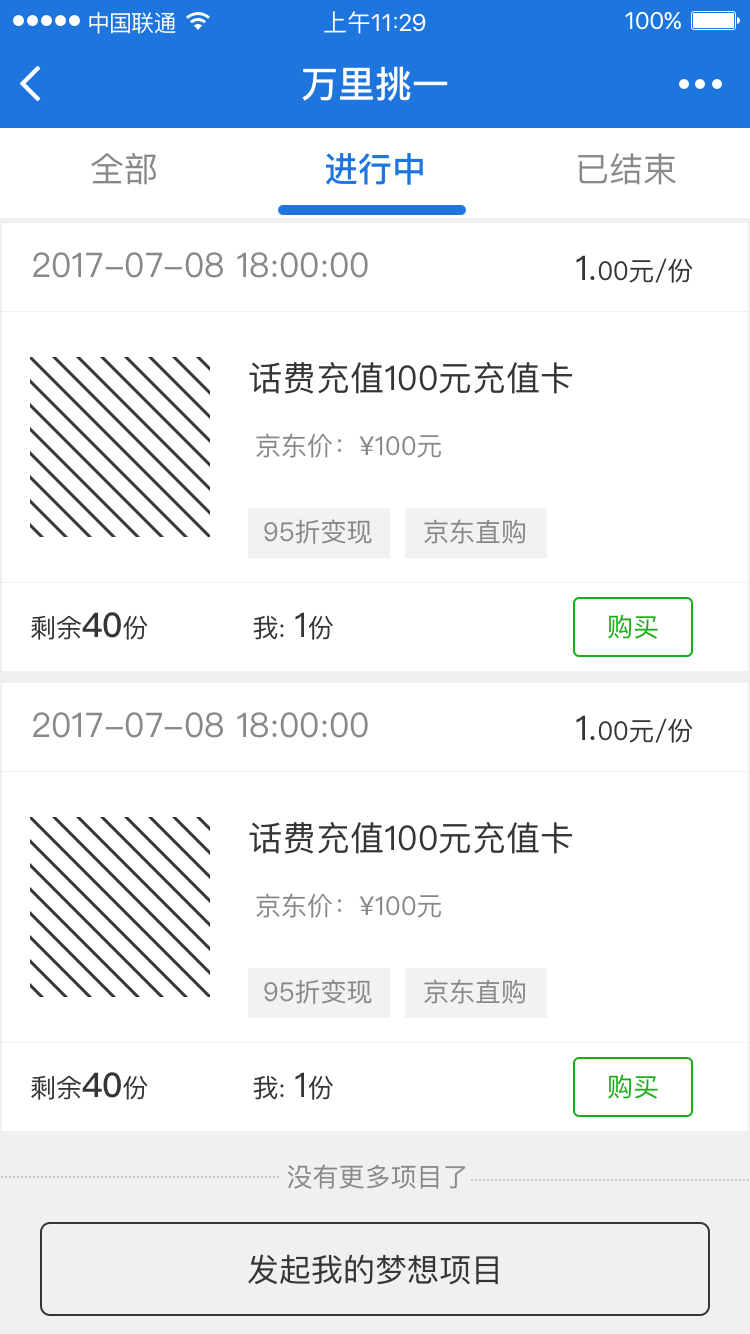 中国联通 上午11:29 100%
万里挑一
全部 进行中 已结束
2017-07-08 18:00:00 1.00元/份
话费充值100元充值卡
京东价：¥100元
95折变现 京东直购
剩余40份 我: 1份 购买
2017-07-08 18:00:00 1.00元/份
话费充值100元充值卡
京东价：¥100元
95折变现 京东直购
剩余40份 我: 1份 购买
没有更多项目了
发起我的梦想项目